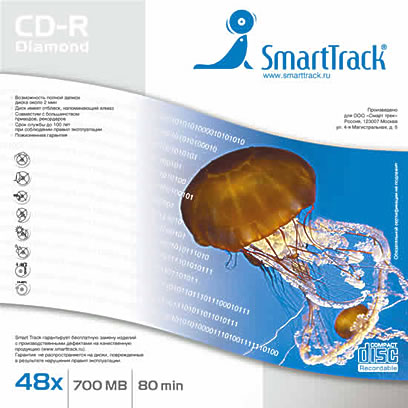 CD-R
Diamond
SmartTrack®
www.smarttrack.ru
- Возможность полной записи
диска около 2 мин
- Диск имеет отблеск, напоминающий алмаз
- Совместим с большинством
приводов, рекордеров
- Срок службы до 100 лет
при соблюдении правил эксплуатации
- Пожизненная гарантия
Произведено
для ООО «Смарт трек»
Россия, 123007 Москва
ул. 4-я Магистральная, д. 5
Обязательной сертификации не подлежит
Smart Track гарантирует бесплатную замену изделий
с производственными дефектами на качественную
продукцию (www.smarttrack.ru).
Гарантия не распространяется на диски, поврежденные
в результате нарушения правил эксплуатации.
COMPACT
disc
Recordable
48x 700 MB 80 min